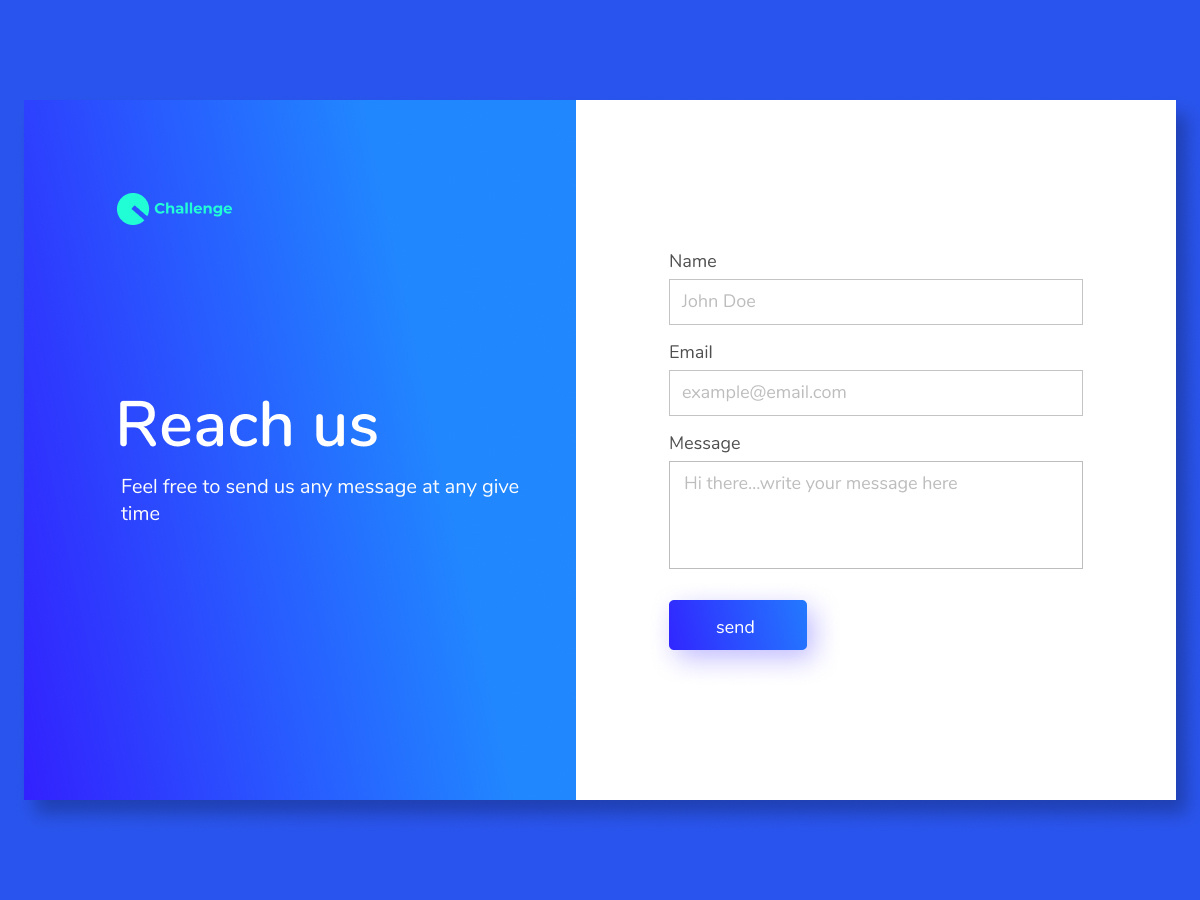 Challenge
Reach us
Feel free to send us any message at any give
time
Name
John Doe
Email
example@email.com
Message
Hi there...write your message here
send